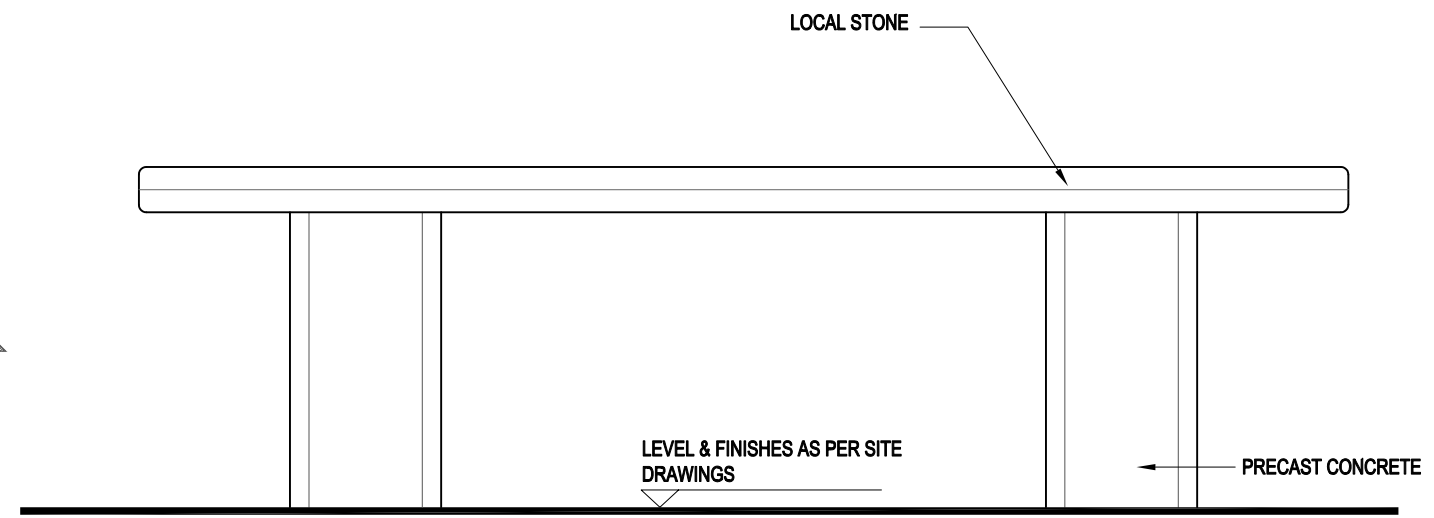 LOCAL STONE
LEVEL & FINISHES AS PER SITE
DRAWINGS
PRECAST CONCRETE